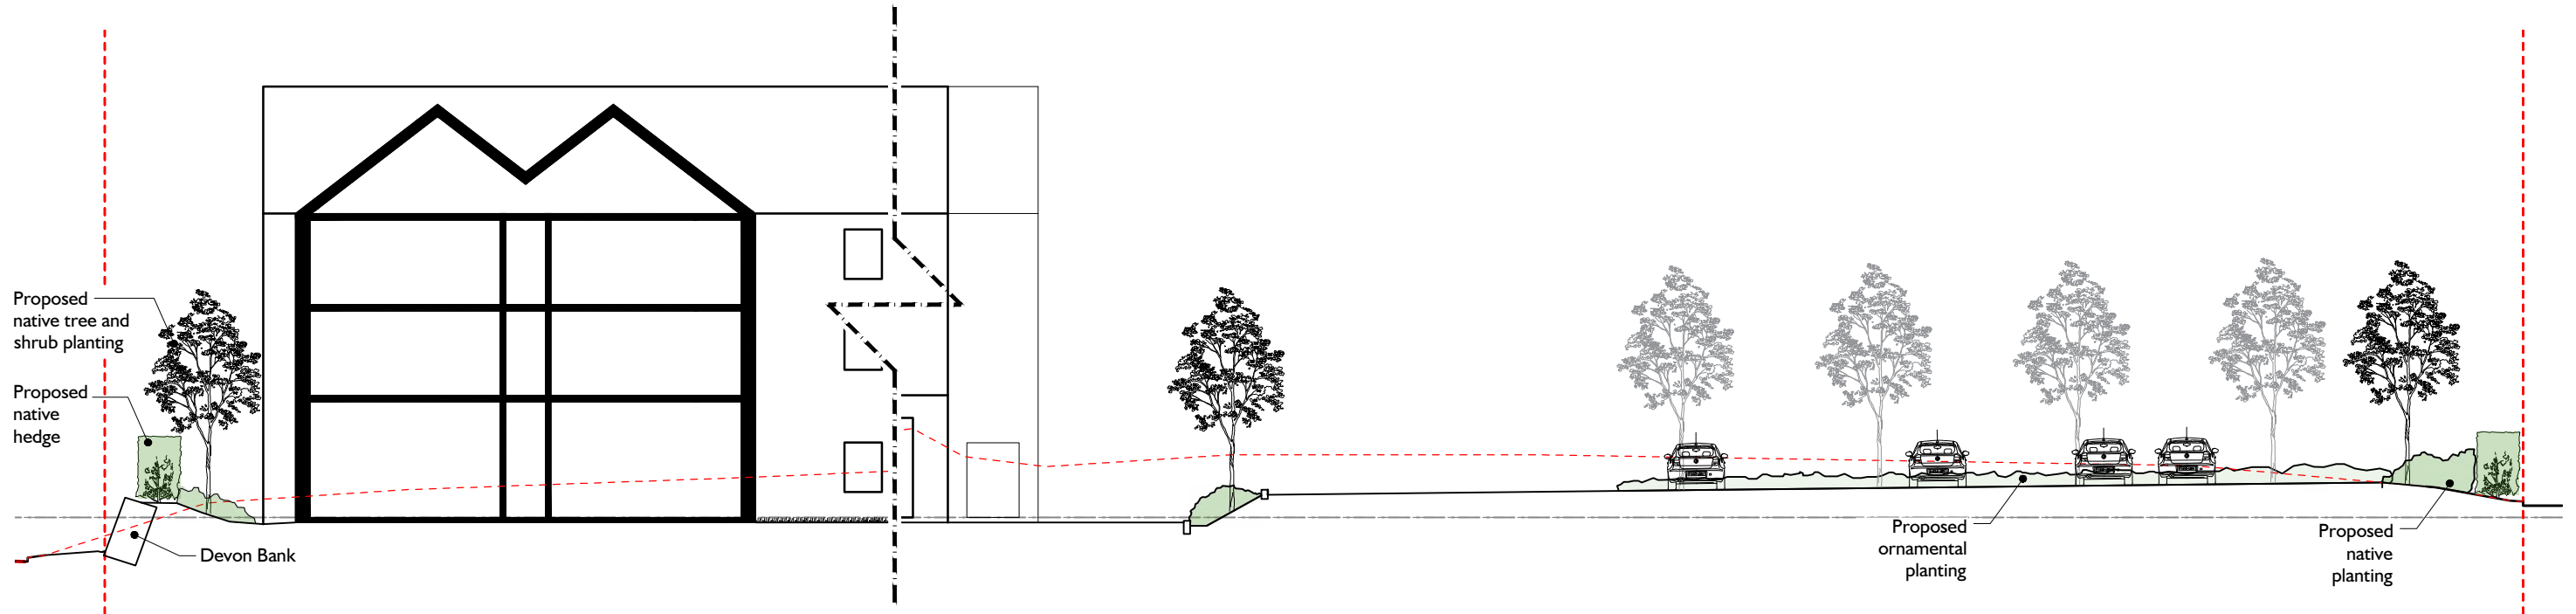 Proposed
native tree and
shrub planting
Proposed
native
hedge
Devon Bank
Proposed
ornamental
planting
Proposed
native
planting